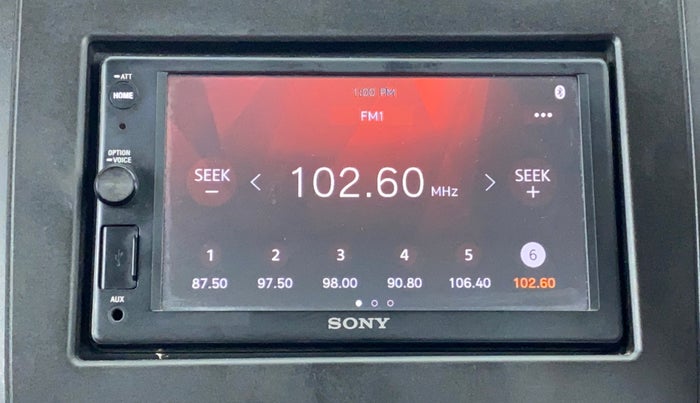 ATT
HOME
OPTION
VOICE
AUX
1:00 PM
FM1
•••
SEEK
−
< 102.60 MHz >
SEEK
+
1 2 3 4 5 6
87.50 97.50 98.00 90.80 106.40 102.60
SONY